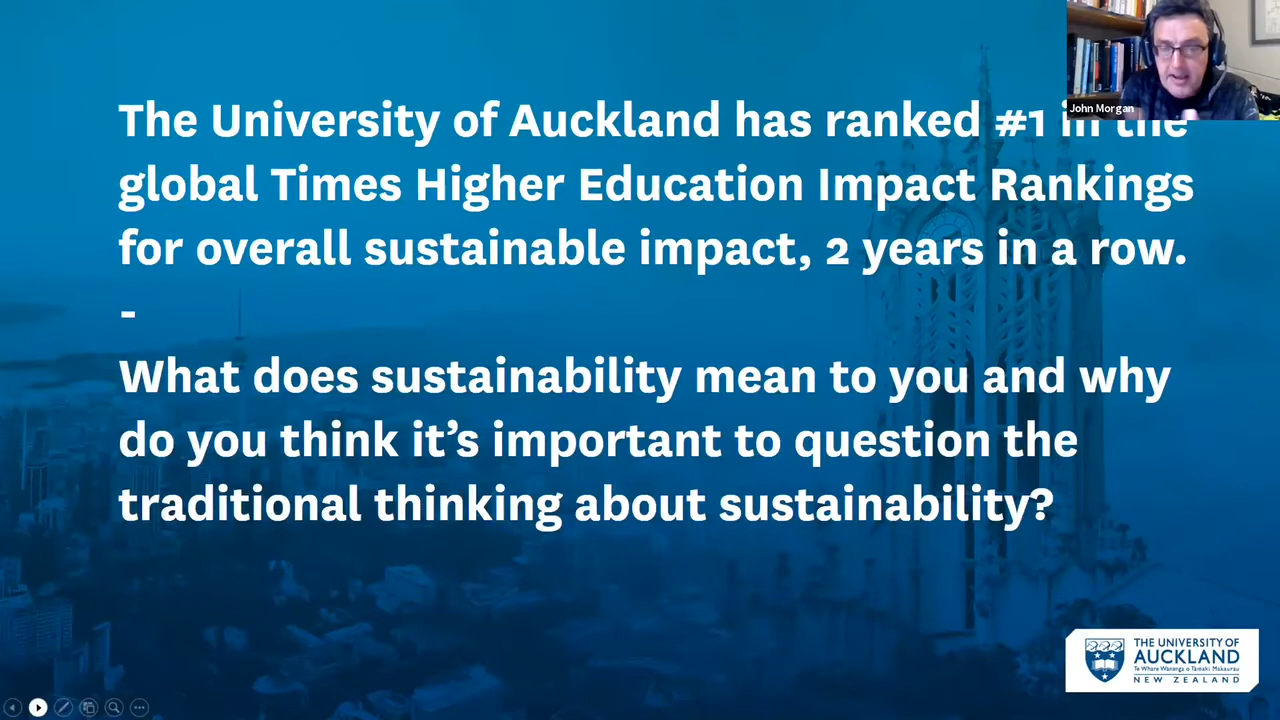 The University of Auckland has ranked #1 in the
global Times Higher Education Impact Rankings
for overall sustainable impact, 2 years in a row.
-
What does sustainability mean to you and why
do you think it’s important to question the
traditional thinking about sustainability?
John Morgan
THE UNIVERSITY OF
AUCKLAND
Te Whare Wānanga o Tāmaki Makaurau
NEW ZEALAND